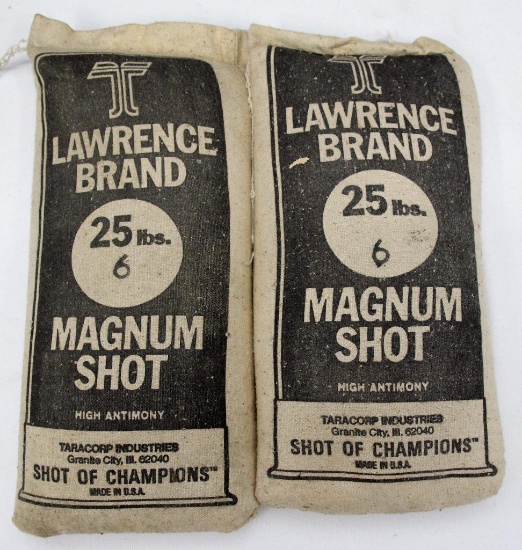 LAWRENCE
BRAND
25 lbs.
6
MAGNUM
SHOT
HIGH ANTIMONY
TARACORP INDUSTRIES
Granite City, Ill. 62040
SHOT OF CHAMPIONS™
MADE IN U.S.A.
LAWRENCE
BRAND
25 lbs.
6
MAGNUM
SHOT
HIGH ANTIMONY
TARACORP INDUSTRIES
Granite City, Ill. 62040
SHOT OF CHAMPIONS™
MADE IN U.S.A.